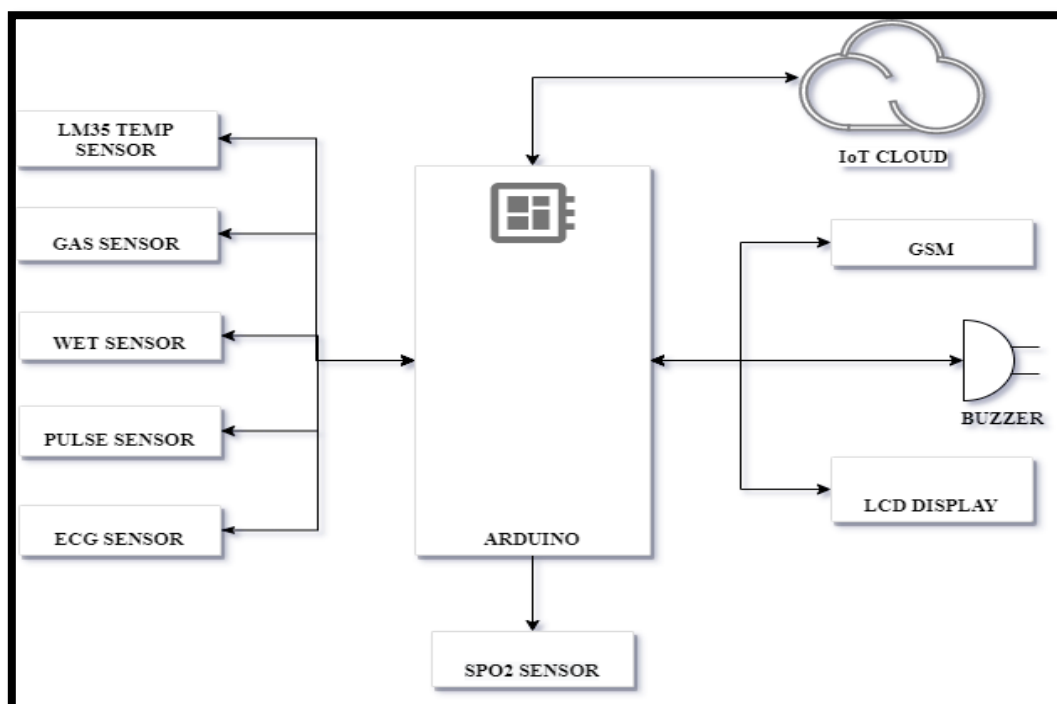 LM35 TEMP
SENSOR
GAS SENSOR
WET SENSOR
PULSE SENSOR
ECG SENSOR
ARDUINO
SPO2 SENSOR
IoT CLOUD
GSM
BUZZER
LCD DISPLAY